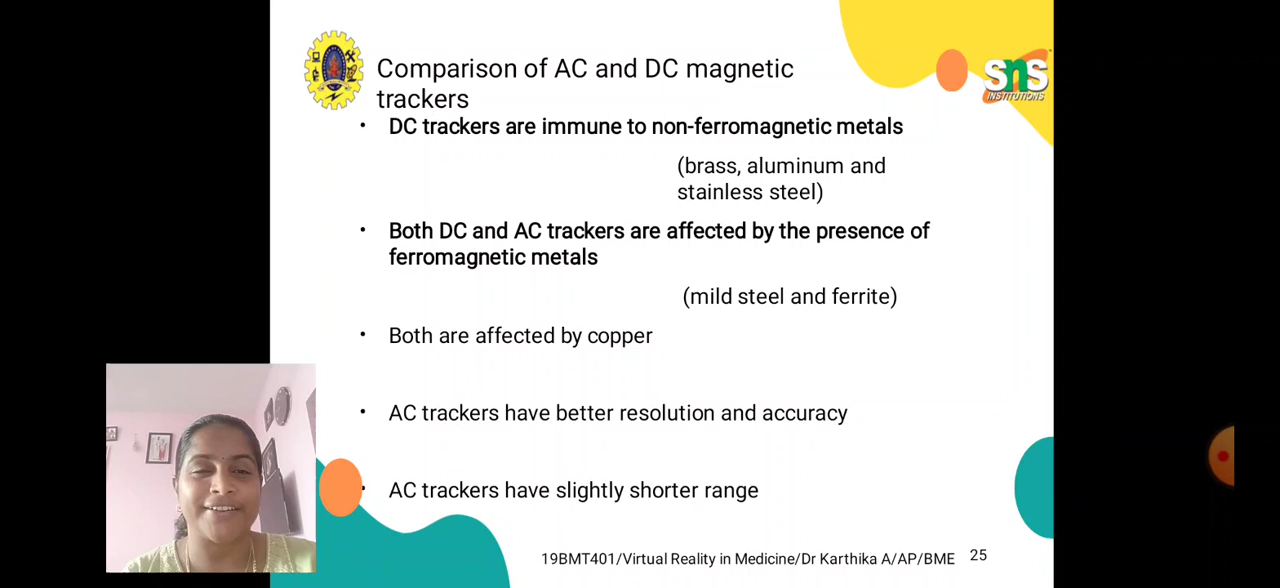 Comparison of AC and DC magnetic
trackers
SNS
INSTITUTIONS
• DC trackers are immune to non-ferromagnetic metals
(brass, aluminum and
stainless steel)
• Both DC and AC trackers are affected by the presence of
ferromagnetic metals
(mild steel and ferrite)
• Both are affected by copper
• AC trackers have better resolution and accuracy
• AC trackers have slightly shorter range
19BMT401/Virtual Reality in Medicine/Dr Karthika A/AP/BME 25